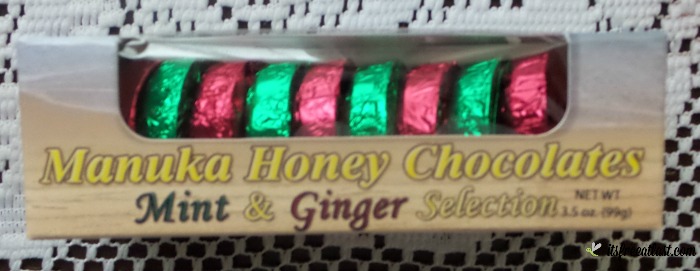 Manuka Honey Chocolates
Mint & Ginger Selection
NET WT
3.5 oz. (99g)